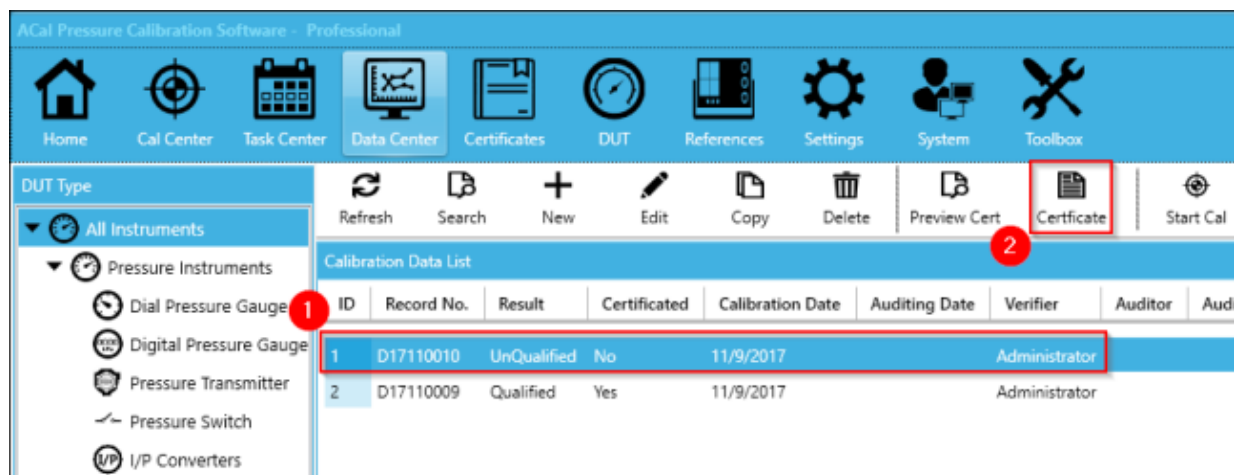 ACal Pressure Calibration Software - Professional
Home Cal Center Task Center Data Center Certificates DUT References Settings System Toolbox
DUT Type
Refresh Search New Edit Copy Delete Preview Cert Certficate Start Cal
All Instruments
2
Pressure Instruments
Calibration Data List
Dial Pressure Gauge
1
ID Record No. Result Certificated Calibration Date Auditing Date Verifier Auditor Audi
Digital Pressure Gauge
1 D17110010 UnQualified No 11/9/2017 Administrator
Pressure Transmitter
2 D17110009 Qualified Yes 11/9/2017 Administrator
Pressure Switch
I/P I/P Converters